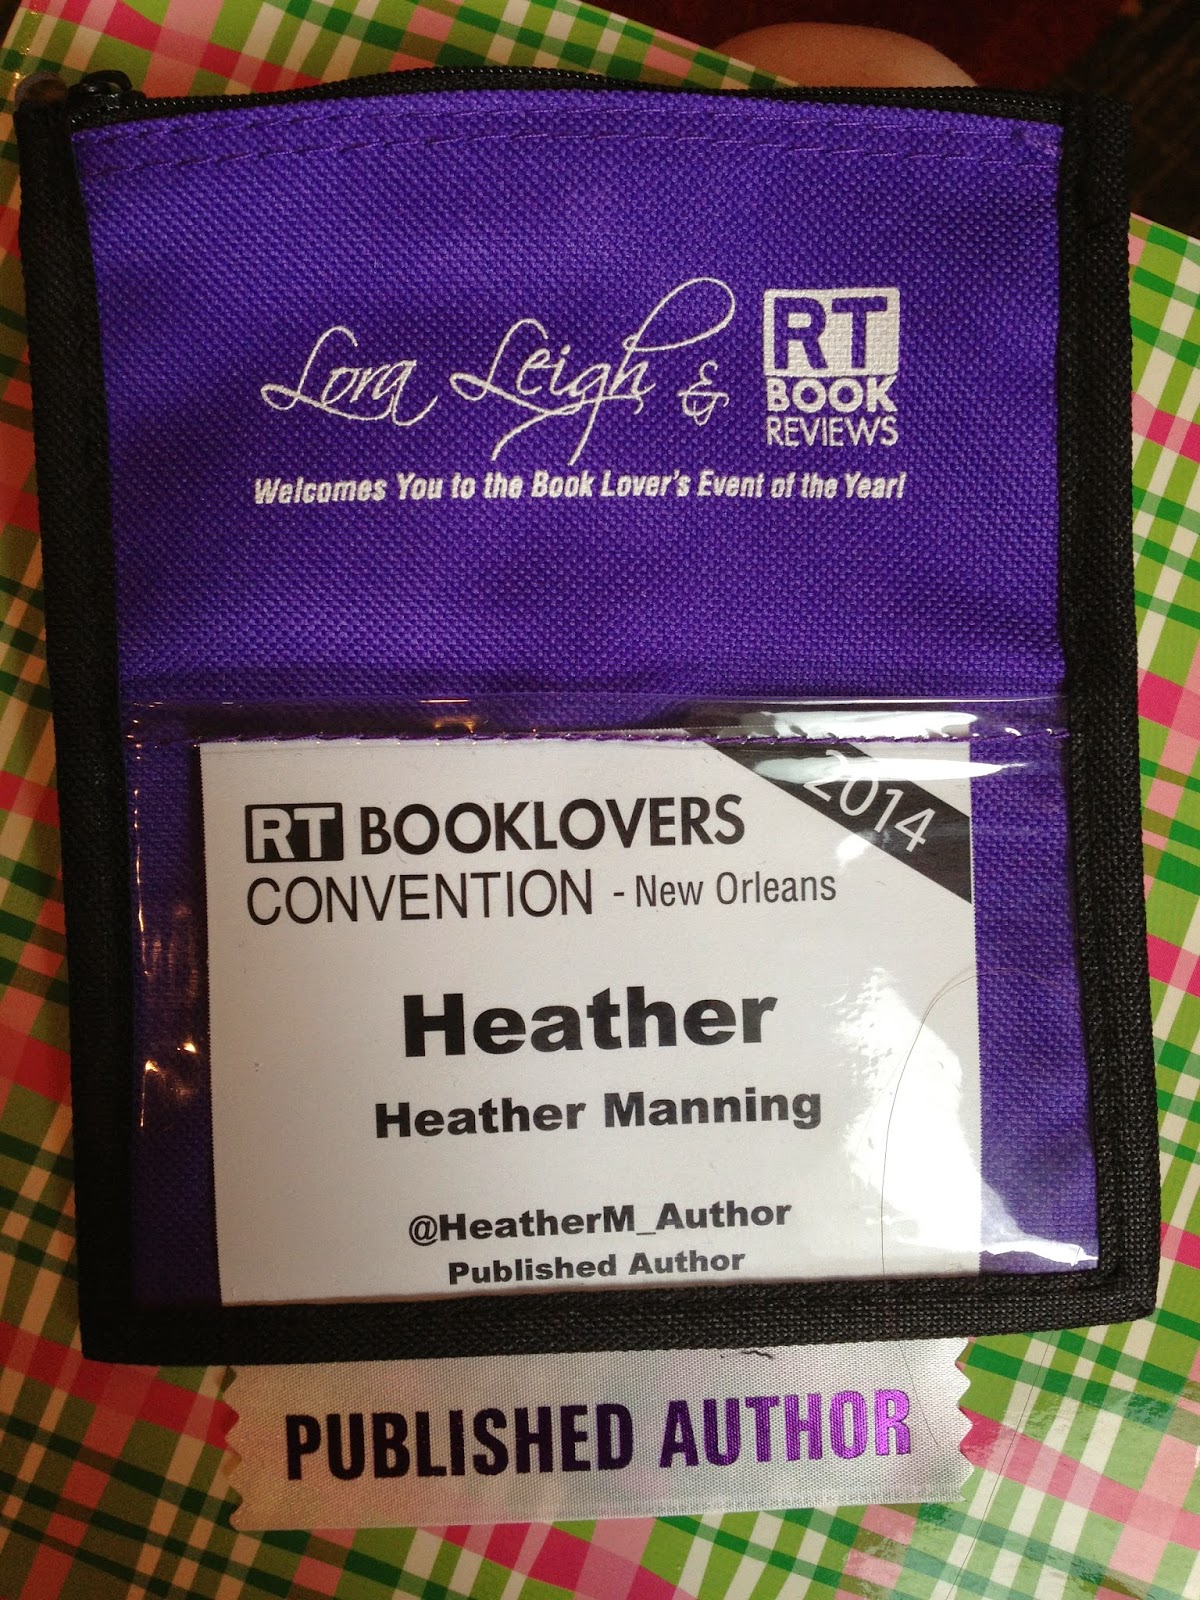 Lora Leigh & RT
BOOK
REVIEWS
Welcomes You to the Book Lover's Event of the Year!
2014
RT BOOKLOVERS
CONVENTION - New Orleans
Heather
Heather Manning
@HeatherM_Author
Published Author
PUBLISHED AUTHOR